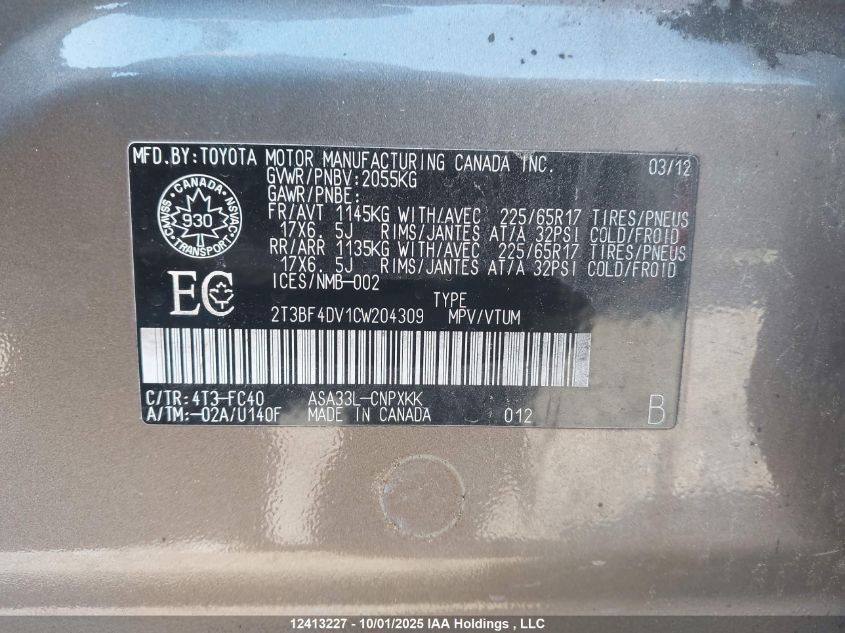 MFD.BY:TOYOTA MOTOR MANUFACTURING CANADA INC. 03/12
GVWR/PNBV:2055KG
GAWR/PNBE:
FR/AVT 1145KG WITH/AVEC 225/65R17 TIRES/PNEUS
17X6.5J RIMS/JANTES AT/A 32PSI COLD/FROID
RR/ARR 1135KG WITH/AVEC 225/65R17 TIRES/PNEUS
17X6.5J RIMS/JANTES AT/A 32PSI COLD/FROID
ICES/NMB-002
CANADA
CMVSS
NSVAC
930
TRANSPORT
EC
TYPE
2T3BF4DV1CW204309 MPV/VTUM
C/TR:4T3-FC40 ASA33L-CNPXKK
A/TM:-02A/U140F MADE IN CANADA 012 B
12413227 - 10/01/2025 IAA Holdings, LLC